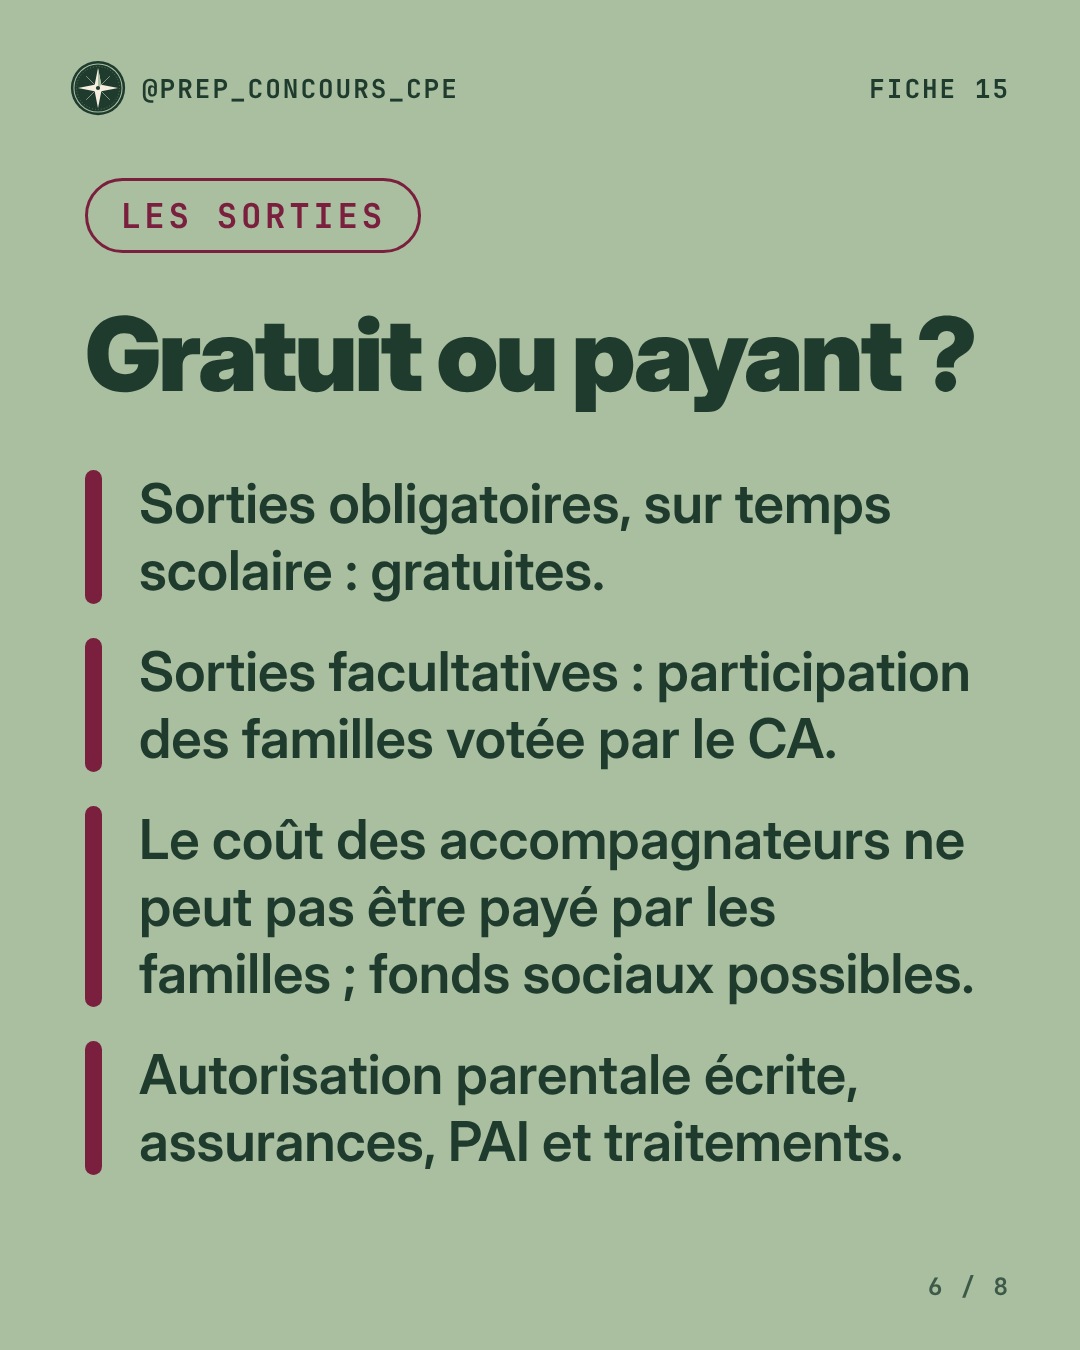 @PREP_CONCOURS_CPE
FICHE 15
LES SORTIES
Gratuit ou payant ?
Sorties obligatoires, sur temps
scolaire : gratuites.
Sorties facultatives : participation
des familles votée par le CA.
Le coût des accompagnateurs ne
peut pas être payé par les
familles ; fonds sociaux possibles.
Autorisation parentale écrite,
assurances, PAI et traitements.
6 / 8